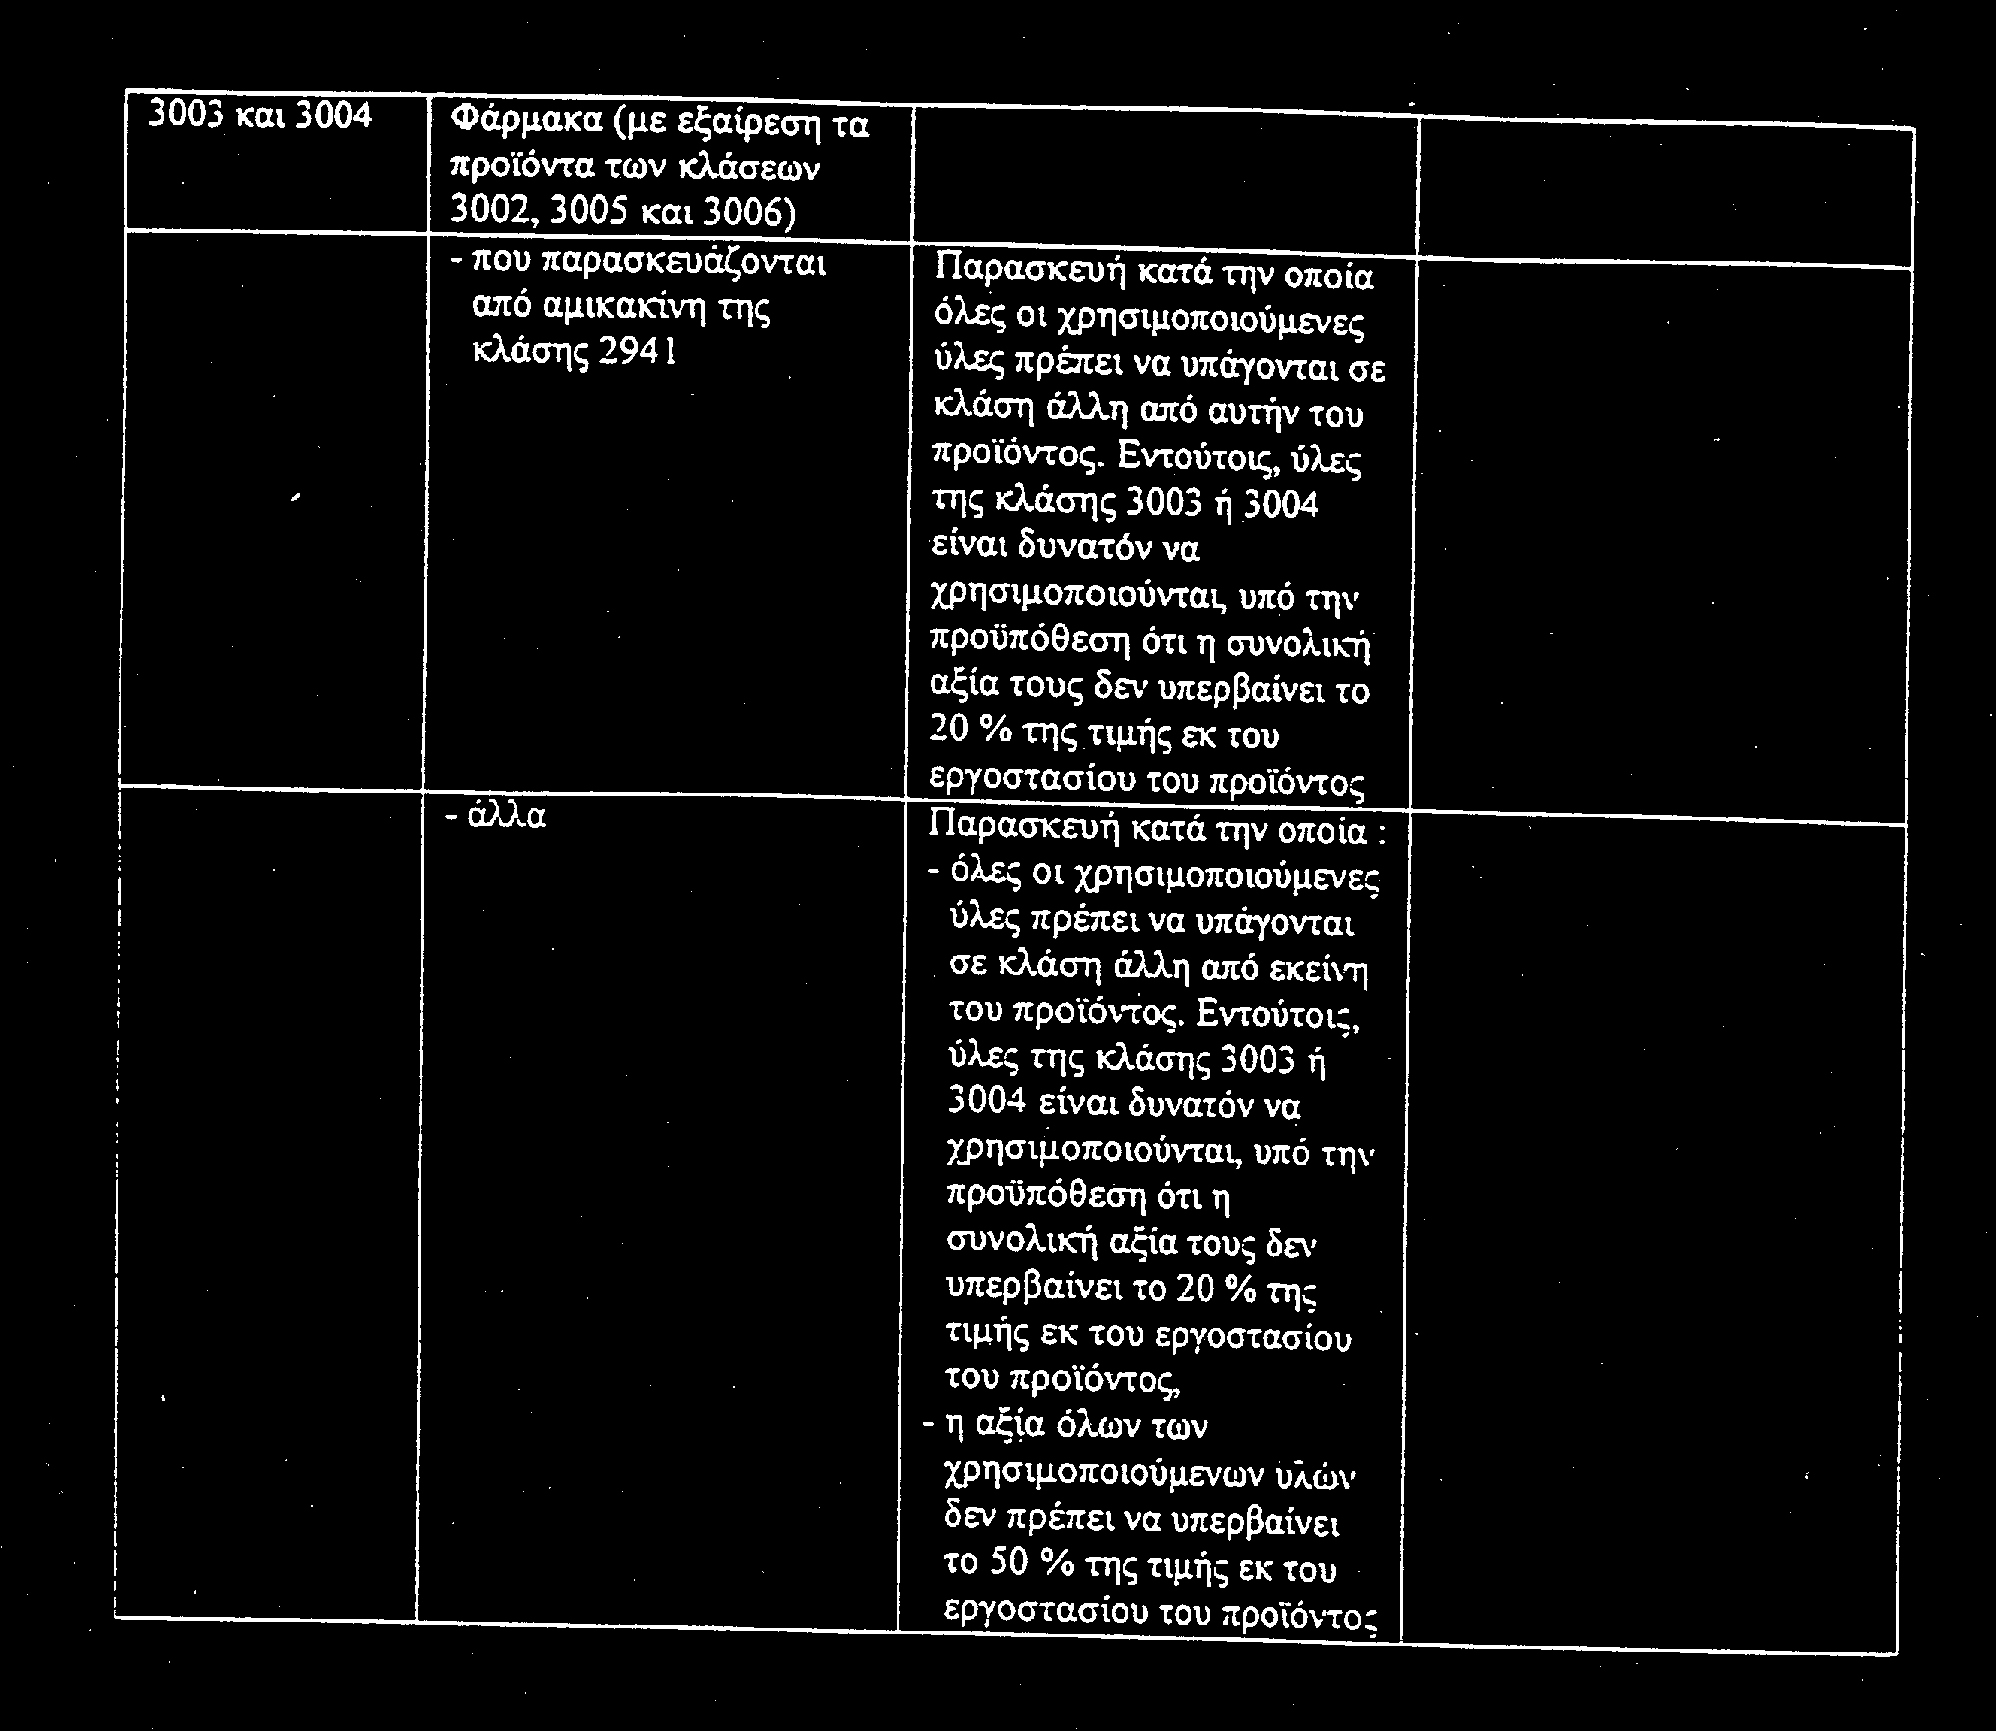 3003 και 3004
Φάρμακα (με εξαίρεση τα
προϊόντα των κλάσεων
3002, 3005 και 3006)
- που παρασκευάζονται
από αμικακίνη της
κλάσης 2941
Παρασκευή κατά την οποία
όλες οι χρησιμοποιούμενες
ύλες πρέπει να υπάγονται σε
κλάση άλλη από αυτήν του
προϊόντος. Εντούτοις, ύλες
της κλάσης 3003 ή 3004
είναι δυνατόν να
χρησιμοποιούνται, υπό την
προϋπόθεση ότι η συνολική
αξία τους δεν υπερβαίνει το
20 % της τιμής εκ του
εργοστασίου του προϊόντος
- άλλα
Παρασκευή κατά την οποία :
- όλες οι χρησιμοποιούμενες
ύλες πρέπει να υπάγονται
σε κλάση άλλη από εκείνη
του προϊόντος. Εντούτοις,
ύλες της κλάσης 3003 ή
3004 είναι δυνατόν να
χρησιμοποιούνται, υπό την
προϋπόθεση ότι η
συνολική αξία τους δεν
υπερβαίνει το 20 % της
τιμής εκ του εργοστασίου
του προϊόντος,
- η αξία όλων των
χρησιμοποιούμενων υλών
δεν πρέπει να υπερβαίνει
το 50 % της τιμής εκ του
εργοστασίου του προϊόντος